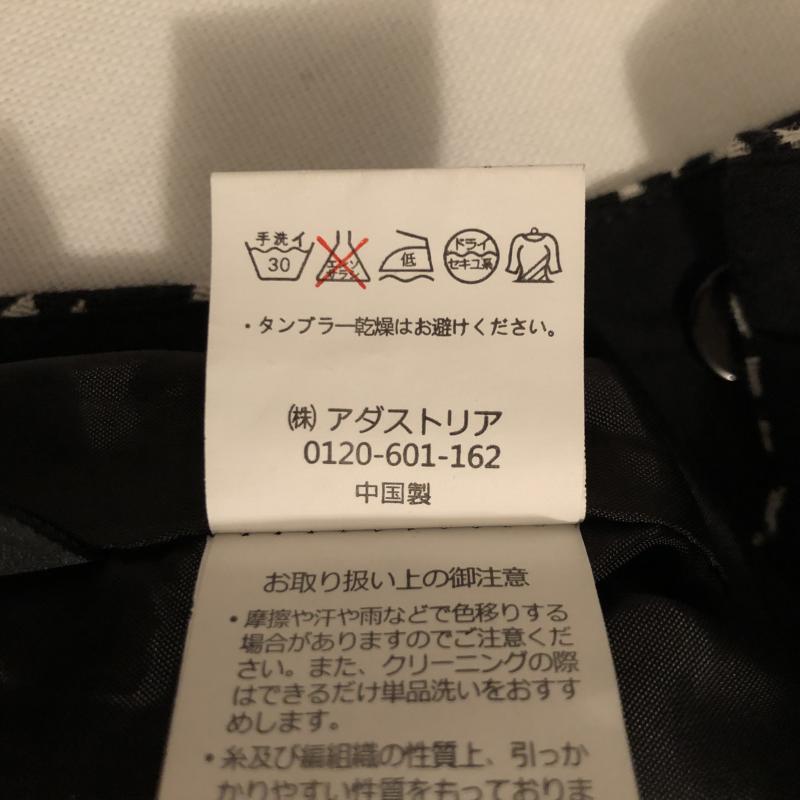 手洗イ 30 エンソ サラシ 低 ドライ セキユ系
・タンブラー乾燥はお避けください。
㈱ アダストリア
0120-601-162
中国製
お取り扱い上の御注意
・摩擦や汗や雨などで色移りする
場合がありますのでご注意くだ
さい。また、クリーニングの際
はできるだけ単品洗いをおすす
めします。
・糸及び編組織の性質上、引っか
かりやすい性質をもっておりま